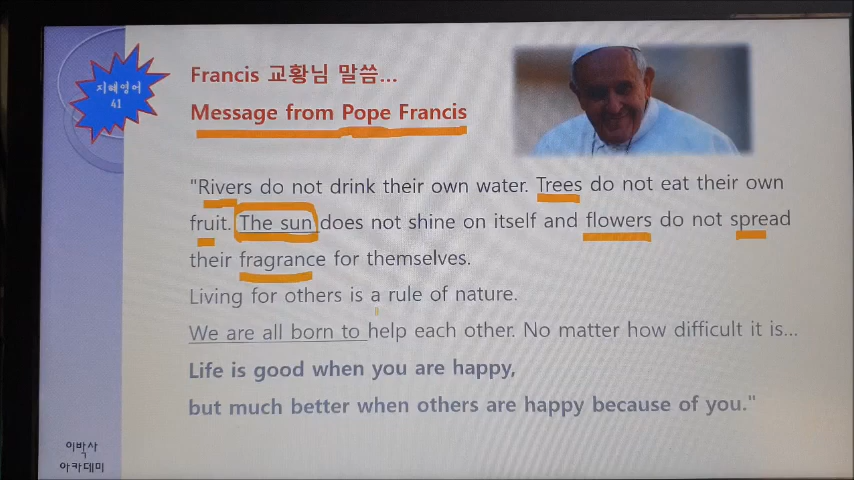 지혜영어
41
Francis 교황님 말씀...
Message from Pope Francis
"Rivers do not drink their own water. Trees do not eat their own
fruit. The sun does not shine on itself and flowers do not spread
their fragrance for themselves.
Living for others is a rule of nature.
We are all born to help each other. No matter how difficult it is...
Life is good when you are happy,
but much better when others are happy because of you."
이박사
아카데미